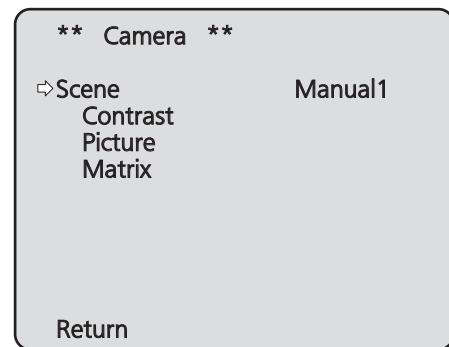 ** Camera **
⇨Scene Manual1
Contrast
Picture
Matrix
Return